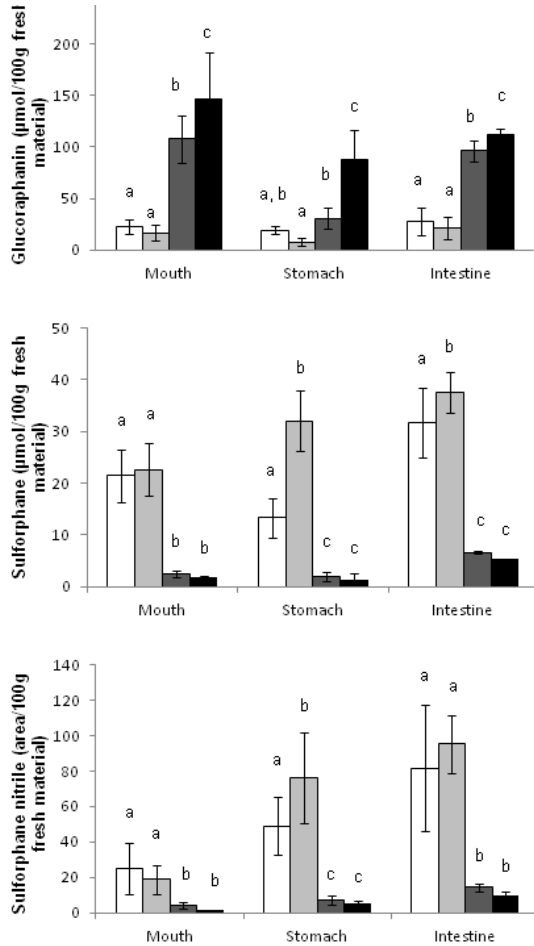 Glucoraphanin (µmol/100g fresh
material)
200
150
100
50
0
a
a
b
c
a, b
a
b
c
a
a
b
c
Mouth
Stomach
Intestine
Sulforphane (µmol/100g fresh
material)
50
40
30
20
10
0
a
a
b
b
a
b
c
c
a
b
c
c
Mouth
Stomach
Intestine
Sulforphane nitrile (area/100g
fresh material)
140
120
100
80
60
40
20
0
a
a
b
b
a
b
c
c
a
a
b
b
Mouth
Stomach
Intestine